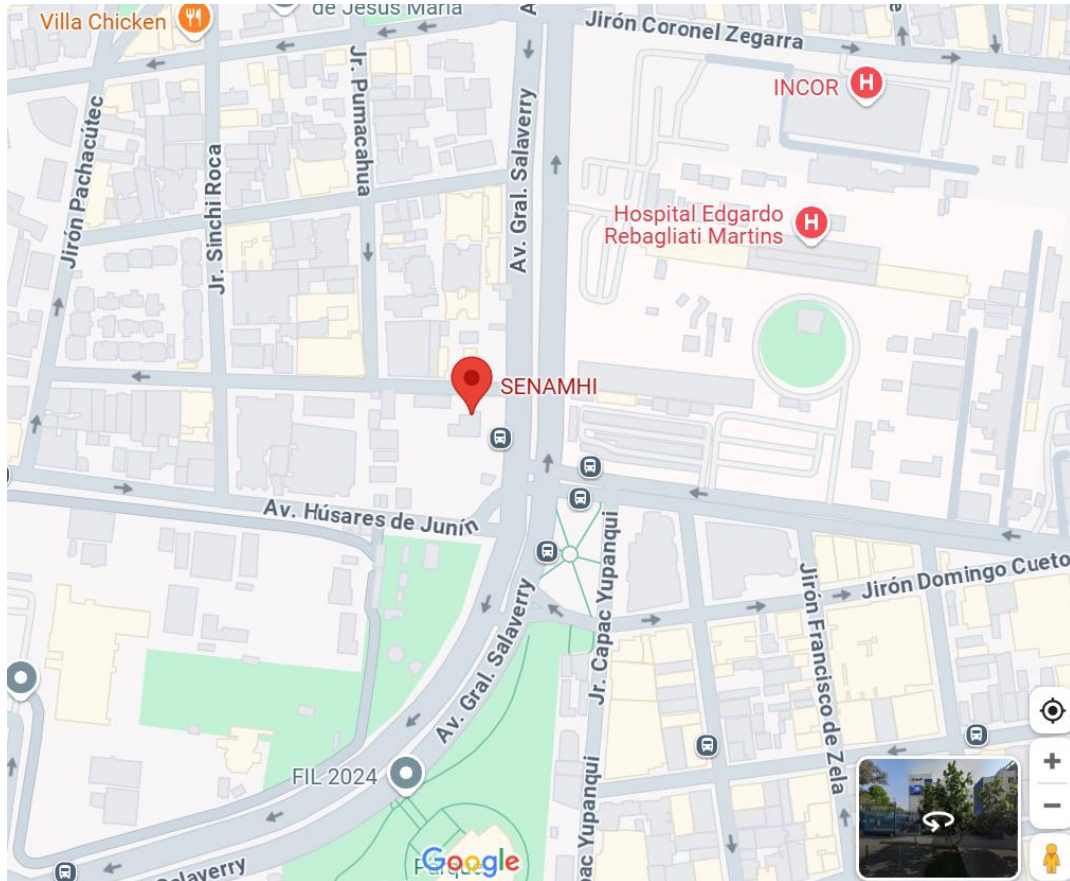 de Jesús María
Villa Chicken
Jirón Coronel Zegarra
INCOR
H
Jirón Pachacútec
Jr. Sinchi Roca
Jr. Pumacahua
Av. Gral. Salaverry
Hospital Edgardo
Rebagliati Martins
H
SENAMHI
Av. Húsares de Junín
Jirón Domingo Cueto
Jr. Capac Yupanqui
Jirón Francisco de Zela
Av. Gral. Salaverry
FIL 2024
Yupanqui
Google
Salaverry